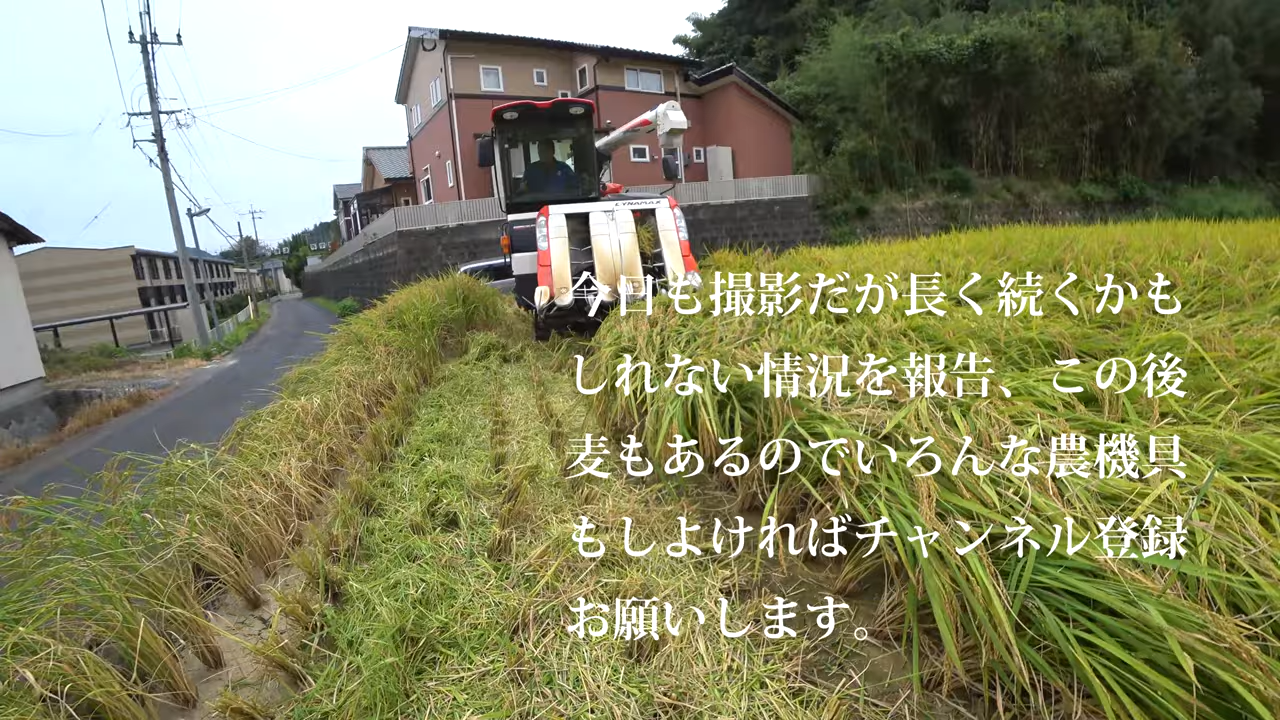 DYNAMAX
今日も撮影だが長く続くかも
しれない情況を報告、この後
麦もあるのでいろんな農機具
もしよければチャンネル登録
お願いします。